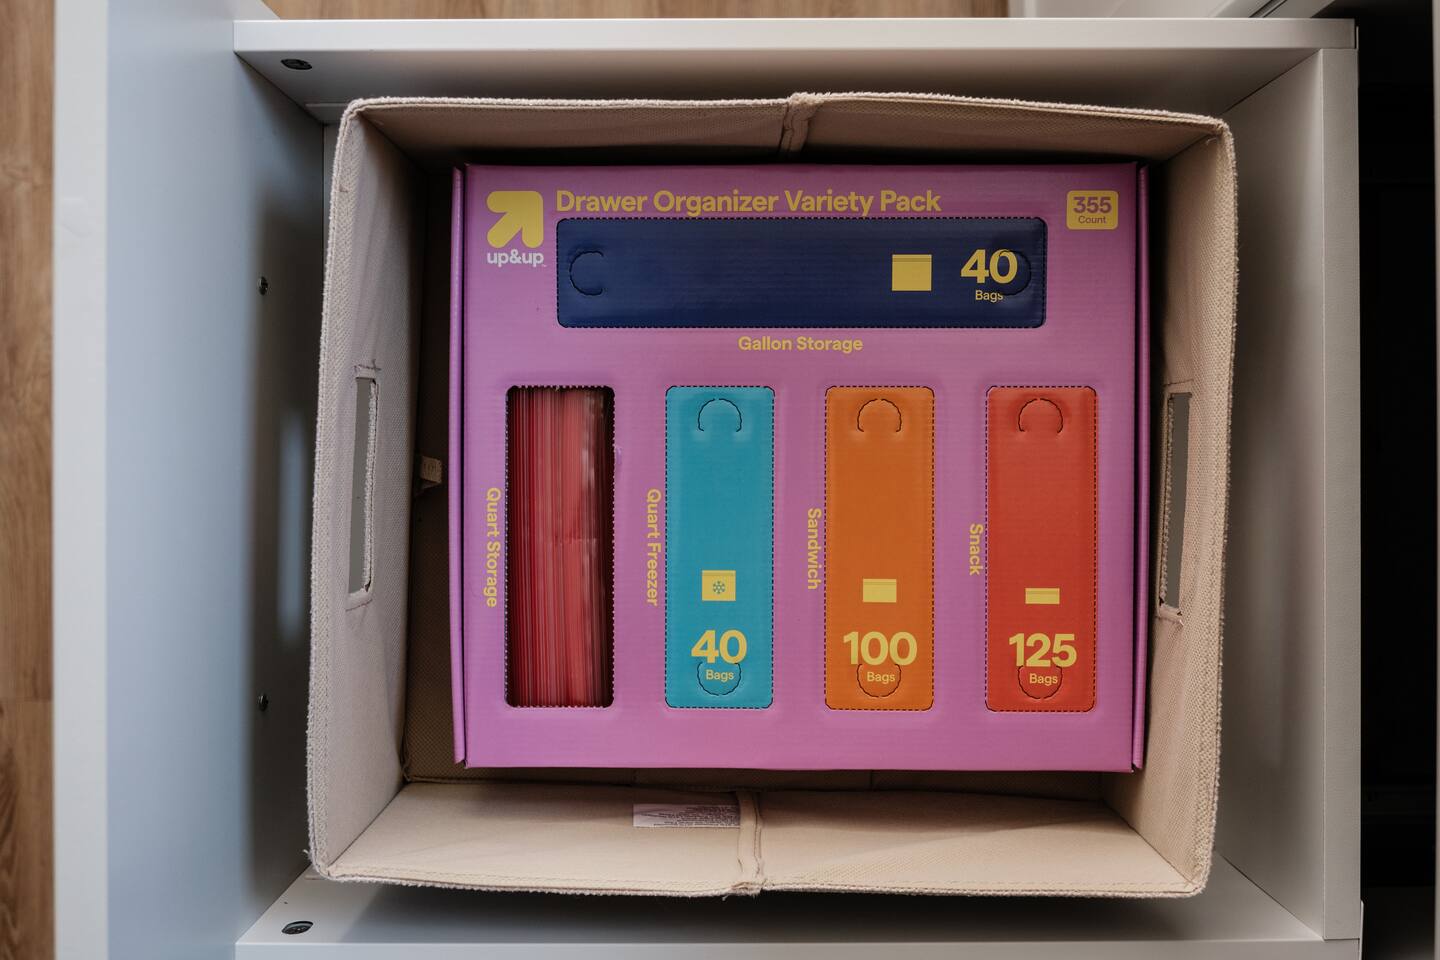 Drawer Organizer Variety Pack
355
Count
up&up™
40
Bags
Gallon Storage
Quart Storage
Quart Freezer
40
Bags
Sandwich
100
Bags
Snack
125
Bags